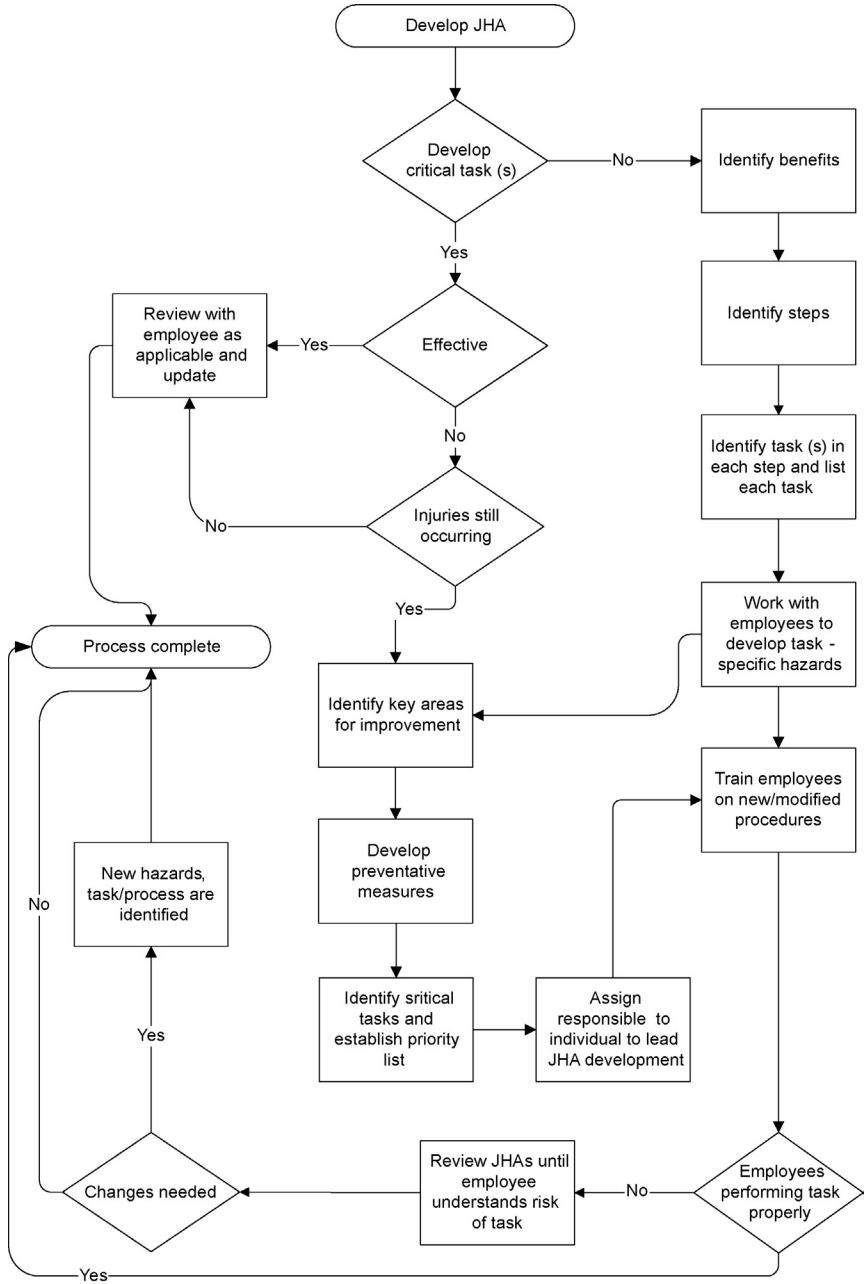 Develop JHA
Develop
critical task (s)
No
Identify benefits
Yes
Identify steps
Review with
employee as
applicable and
update
Yes
Effective
No
Identify task (s) in
each step and list
each task
Injuries still
occurring
No
Yes
Work with
employees to
develop task -
specific hazards
Process complete
Identify key areas
for improvement
Train employees
on new/modified
procedures
Develop
preventative
measures
New hazards,
task/process are
identified
No
Identify sritical
tasks and
establish priority
list
Assign
responsible to
individual to lead
JHA development
Yes
Changes needed
Review JHAs until
employee
understands risk
of task
No
Employees
performing task
properly
Yes